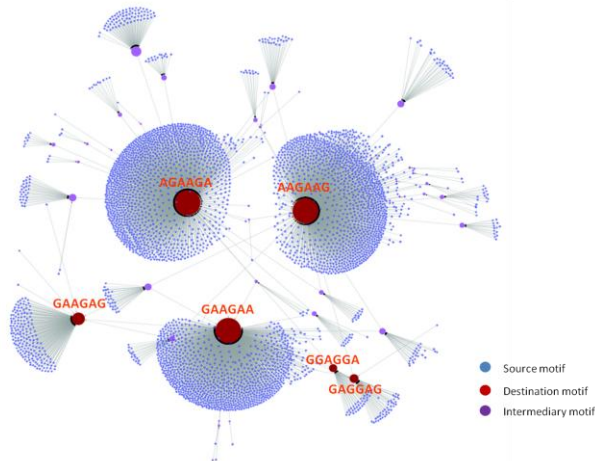 AGAAGA
AAGAAG
GAAGAG
GAAGAA
GGAGGA
GAGGAG
Source motif
Destination motif
Intermediary motif